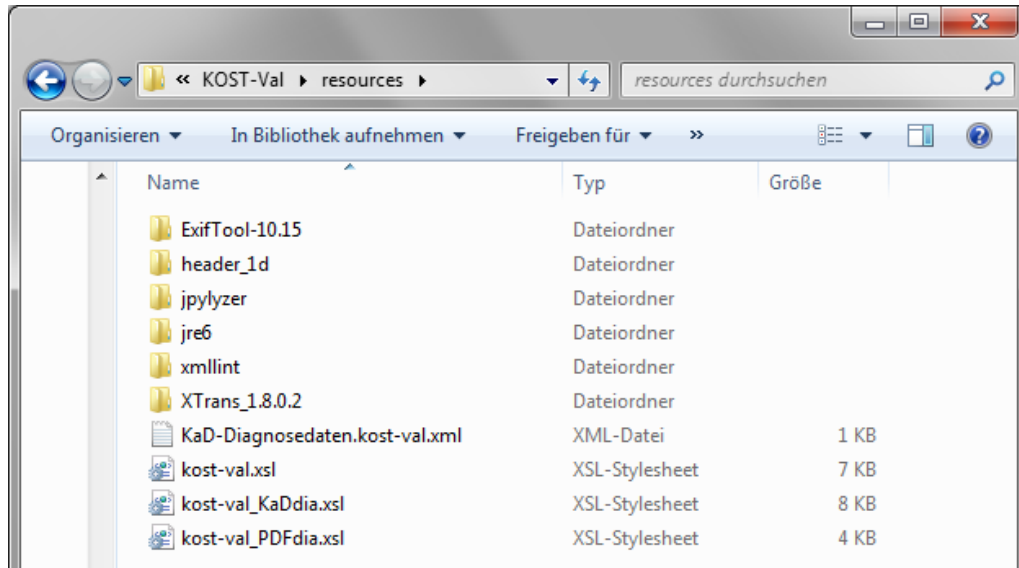 « KOST-Val ▸ resources ▸ resources durchsuchen
Organisieren In Bibliothek aufnehmen Freigeben für »
Name Typ Größe
ExifTool-10.15 Dateiordner
header_1d Dateiordner
jpylyzer Dateiordner
jre6 Dateiordner
xmllint Dateiordner
XTrans_1.8.0.2 Dateiordner
KaD-Diagnosedaten.kost-val.xml XML-Datei 1 KB
kost-val.xsl XSL-Stylesheet 7 KB
kost-val_KaDdia.xsl XSL-Stylesheet 8 KB
kost-val_PDFdia.xsl XSL-Stylesheet 4 KB